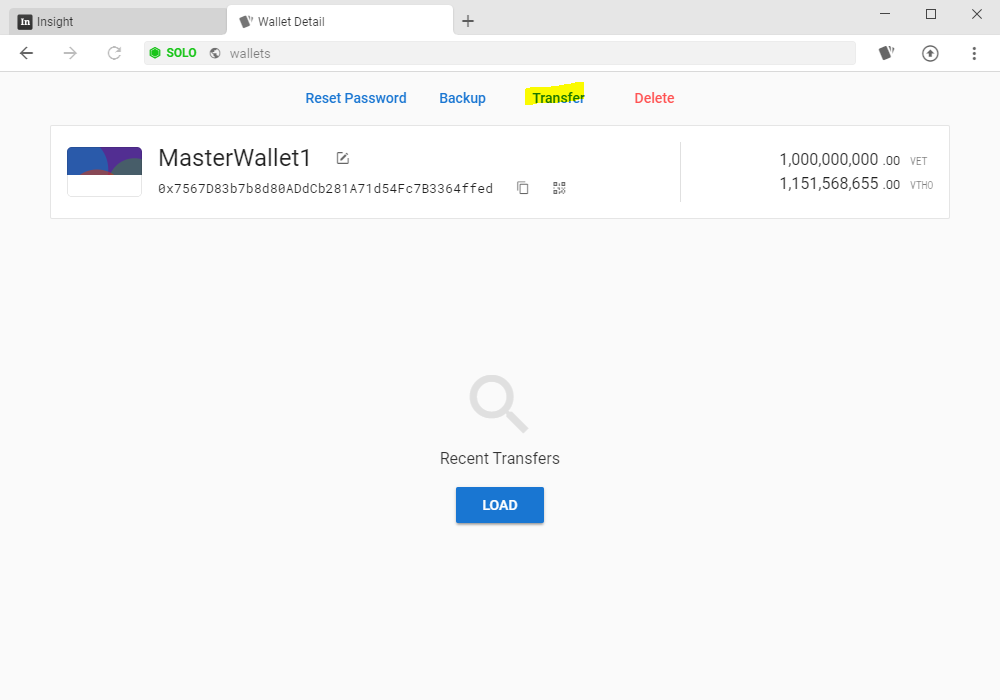 In Insight
Wallet Detail
SOLO wallets
Reset Password Backup Transfer Delete
MasterWallet1
0x7567D83b7b8d80ADdCb281A71d54Fc7B3364ffed
1,000,000,000 .00 VET
1,151,568,655 .00 VTHO
Recent Transfers
LOAD